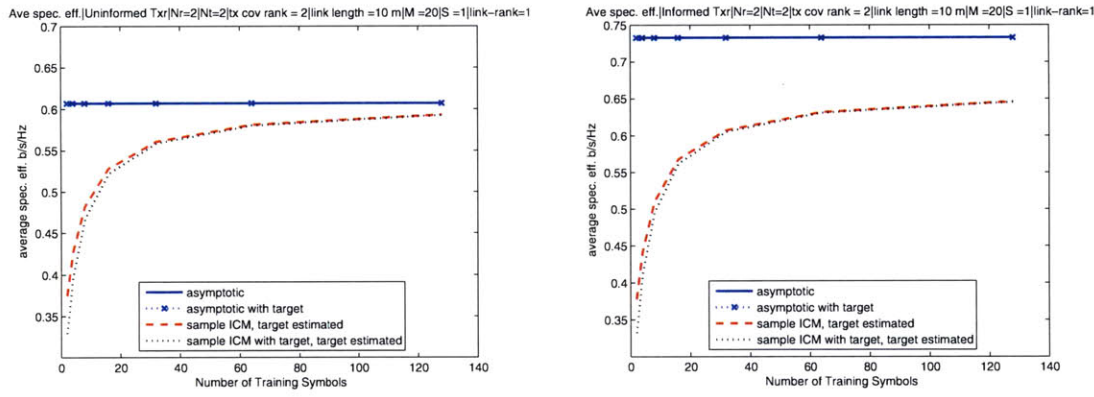 Ave spec. eff.|Uninformed Txr|Nr=2|Nt=2|tx cov rank = 2|link length =10 m|M =20|S =1|link-rank=1
0.7
0.65
0.6
0.55
0.5
0.45
0.4
0.35
average spec. eff. b/s/Hz
asymptotic
asymptotic with target
sample ICM, target estimated
sample ICM with target, target estimated
0 20 40 60 80 100 120 140
Number of Training Symbols
Ave spec. eff.|Informed Txr|Nr=2|Nt=2|tx cov rank = 2|link length =10 m|M =20|S =1|link-rank=1
0.75
0.7
0.65
0.6
0.55
0.5
0.45
0.4
0.35
average spec. eff. b/s/Hz
asymptotic
asymptotic with target
sample ICM, target estimated
sample ICM with target, target estimated
0 20 40 60 80 100 120 140
Number of Training Symbols